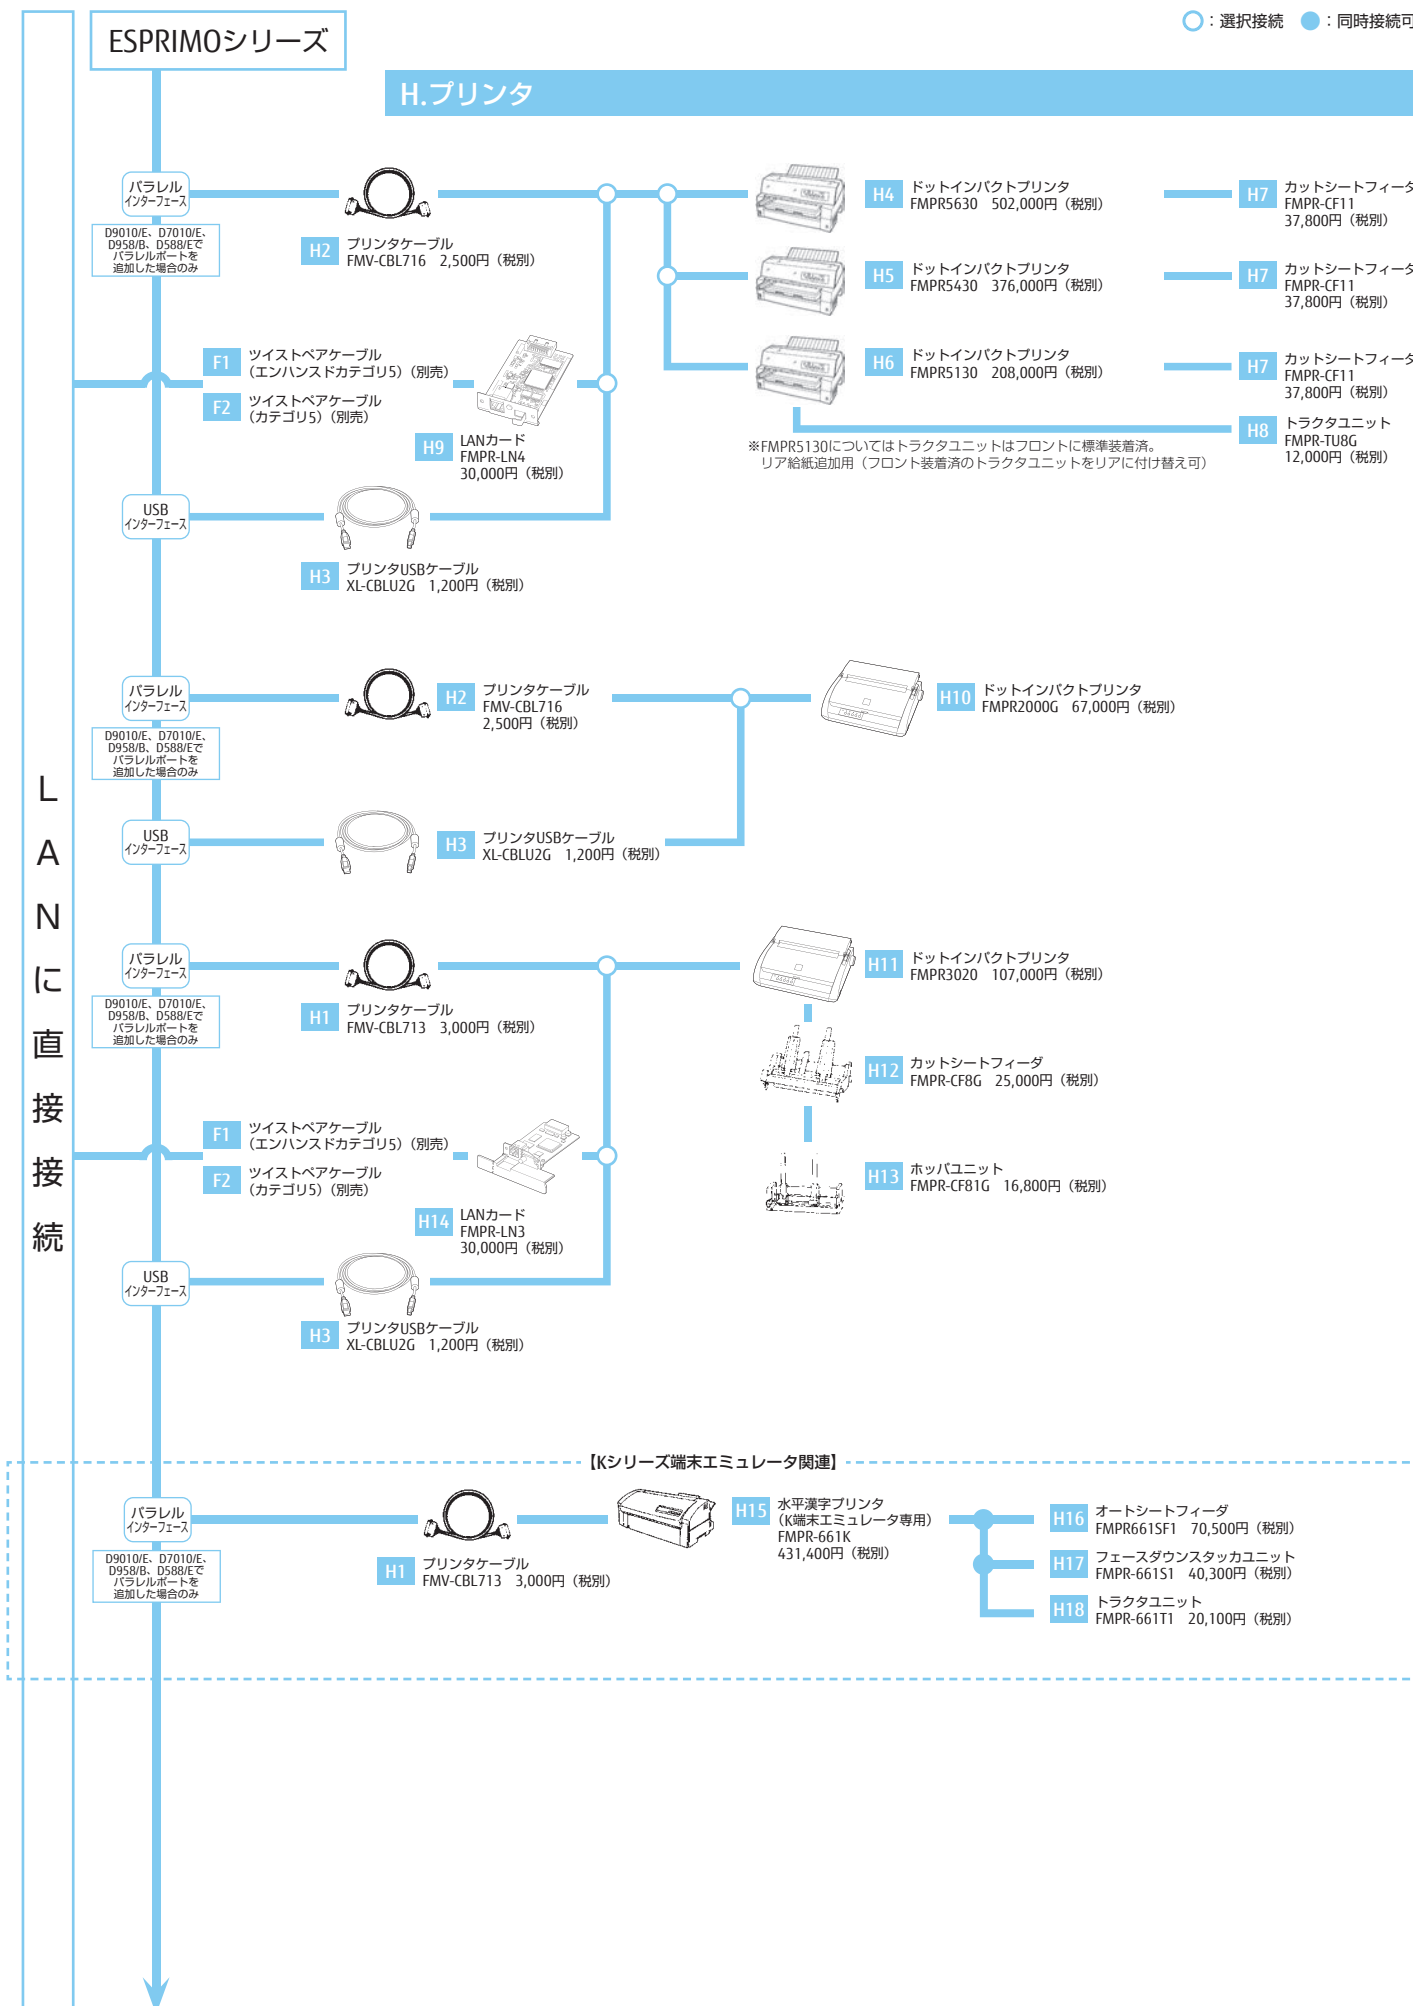 ESPRIMOシリーズ
○：選択接続　●：同時接続可
H.プリンタ
パラレル
インターフェース
D9010/E、D7010/E、
D958/B、D588/Eで
パラレルポートを
追加した場合のみ
H2 プリンタケーブル
FMV-CBL716　2,500円（税別）
H4 ドットインパクトプリンタ
FMPR5630　502,000円（税別）
H7 カットシートフィーダ
FMPR-CF11
37,800円（税別）
H5 ドットインパクトプリンタ
FMPR5430　376,000円（税別）
H7 カットシートフィーダ
FMPR-CF11
37,800円（税別）
F1 ツイストペアケーブル
（エンハンスドカテゴリ5）（別売）
F2 ツイストペアケーブル
（カテゴリ5）（別売）
H9 LANカード
FMPR-LN4
30,000円（税別）
H6 ドットインパクトプリンタ
FMPR5130　208,000円（税別）
H7 カットシートフィーダ
FMPR-CF11
37,800円（税別）
H8 トラクタユニット
FMPR-TU8G
12,000円（税別）
※FMPR5130についてはトラクタユニットはフロントに標準装着済。
リア給紙追加用（フロント装着済のトラクタユニットをリアに付け替え可）
USB
インターフェース
H3 プリンタUSBケーブル
XL-CBLU2G　1,200円（税別）
パラレル
インターフェース
D9010/E、D7010/E、
D958/B、D588/Eで
パラレルポートを
追加した場合のみ
H2 プリンタケーブル
FMV-CBL716
2,500円（税別）
H10 ドットインパクトプリンタ
FMPR2000G　67,000円（税別）
USB
インターフェース
H3 プリンタUSBケーブル
XL-CBLU2G　1,200円（税別）
LANに直接接続
パラレル
インターフェース
D9010/E、D7010/E、
D958/B、D588/Eで
パラレルポートを
追加した場合のみ
H1 プリンタケーブル
FMV-CBL713　3,000円（税別）
H11 ドットインパクトプリンタ
FMPR3020　107,000円（税別）
H12 カットシートフィーダ
FMPR-CF8G　25,000円（税別）
H13 ホッパユニット
FMPR-CF81G　16,800円（税別）
F1 ツイストペアケーブル
（エンハンスドカテゴリ5）（別売）
F2 ツイストペアケーブル
（カテゴリ5）（別売）
H14 LANカード
FMPR-LN3
30,000円（税別）
USB
インターフェース
H3 プリンタUSBケーブル
XL-CBLU2G　1,200円（税別）
【Kシリーズ端末エミュレータ関連】
パラレル
インターフェース
D9010/E、D7010/E、
D958/B、D588/Eで
パラレルポートを
追加した場合のみ
H1 プリンタケーブル
FMV-CBL713　3,000円（税別）
H15 水平漢字プリンタ
（K端末エミュレータ専用）
FMPR-661K
431,400円（税別）
H16 オートシートフィーダ
FMPR661SF1　70,500円（税別）
H17 フェースダウンスタッカユニット
FMPR-661S1　40,300円（税別）
H18 トラクタユニット
FMPR-661T1　20,100円（税別）